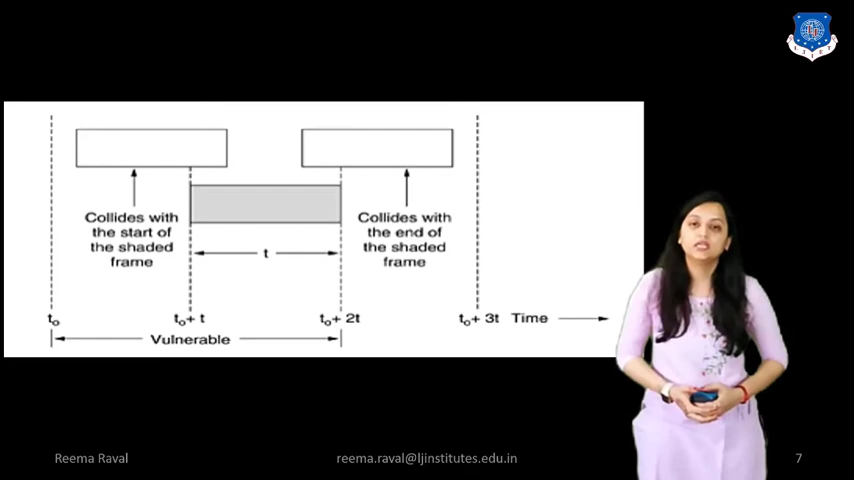 LJIET
Collides with
the start of
the shaded
frame
Collides with
the end of
the shaded
frame
t
to
to+ t
to+ 2t
to+ 3t Time
Vulnerable
Reema Raval
reema.raval@ljinstitutes.edu.in
7